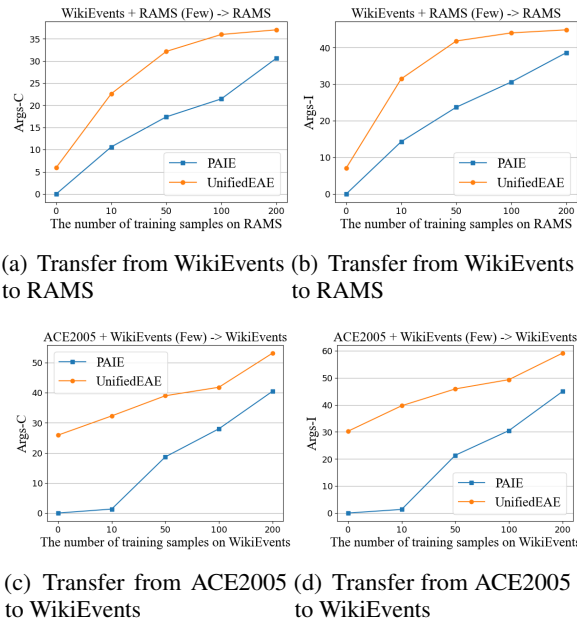 WikiEvents + RAMS (Few) -> RAMS
Args-C
35
30
25
20
15
10
5
0
PAIE
UnifiedEAE
0 10 50 100 200
The number of training samples on RAMS
(a) Transfer from WikiEvents
to RAMS
WikiEvents + RAMS (Few) -> RAMS
Args-I
40
30
20
10
0
PAIE
UnifiedEAE
0 10 50 100 200
The number of training samples on RAMS
(b) Transfer from WikiEvents
to RAMS
ACE2005 + WikiEvents (Few) -> WikiEvents
Args-C
50
40
30
20
10
0
PAIE
UnifiedEAE
0 10 50 100 200
The number of training samples on WikiEvents
(c) Transfer from ACE2005
to WikiEvents
ACE2005 + WikiEvents (Few) -> WikiEvents
Args-I
60
50
40
30
20
10
0
PAIE
UnifiedEAE
0 10 50 100 200
The number of training samples on WikiEvents
(d) Transfer from ACE2005
to WikiEvents